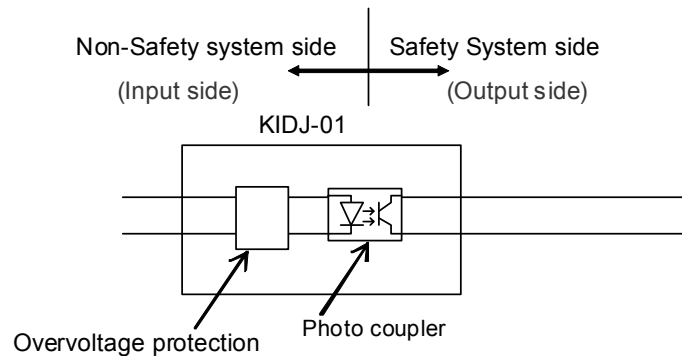 Non-Safety system side
Safety System side
(Input side)
(Output side)
KIDJ-01
Overvoltage protection
Photo coupler